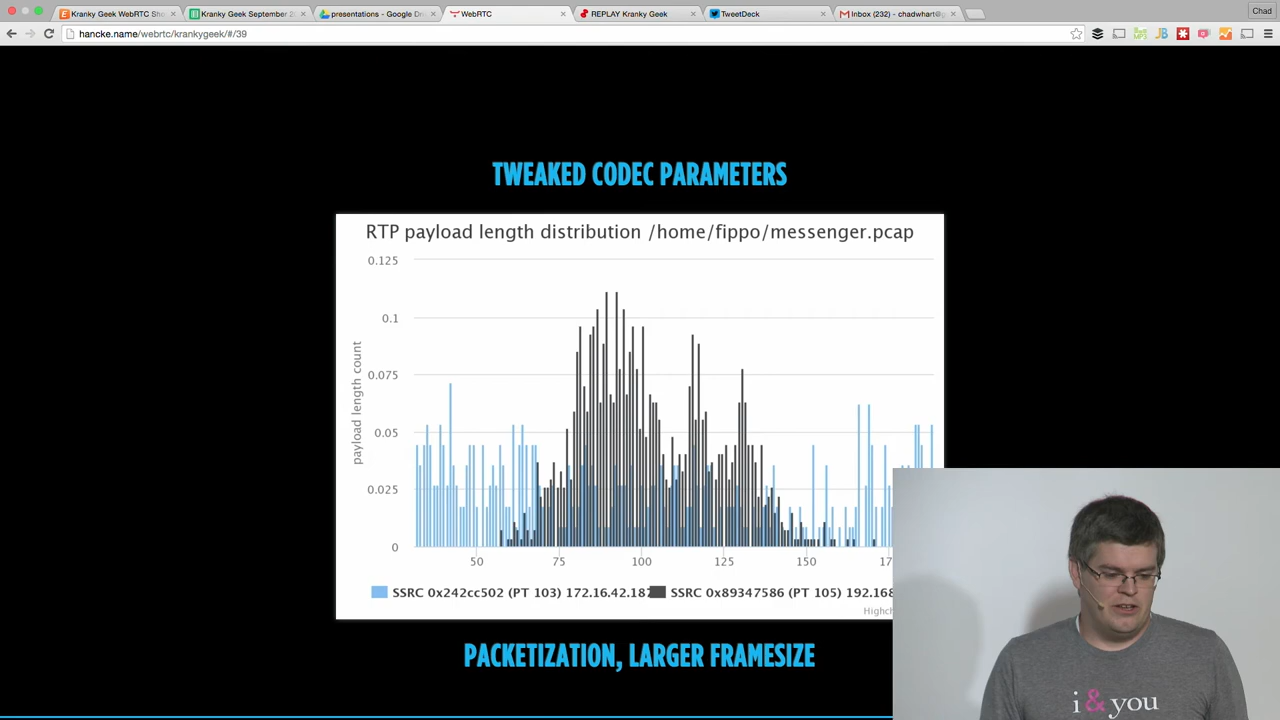 Kranky Geek WebRTC Sho
Kranky Geek September 2
presentations - Google Dri
WebRTC
REPLAY Kranky Geek
TweetDeck
Inbox (232) - chadwhart@g
Chad
hancke.name/webrtc/krankygeek/#/39
TWEAKED CODEC PARAMETERS
RTP payload length distribution /home/fippo/messenger.pcap
payload length count
0.125
0.1
0.075
0.05
0.025
0
50 75 100 125 150 17
SSRC 0x242cc502 (PT 103) 172.16.42.187 SSRC 0x89347586 (PT 105) 192.168
Highch
PACKETIZATION, LARGER FRAMESIZE
i & you